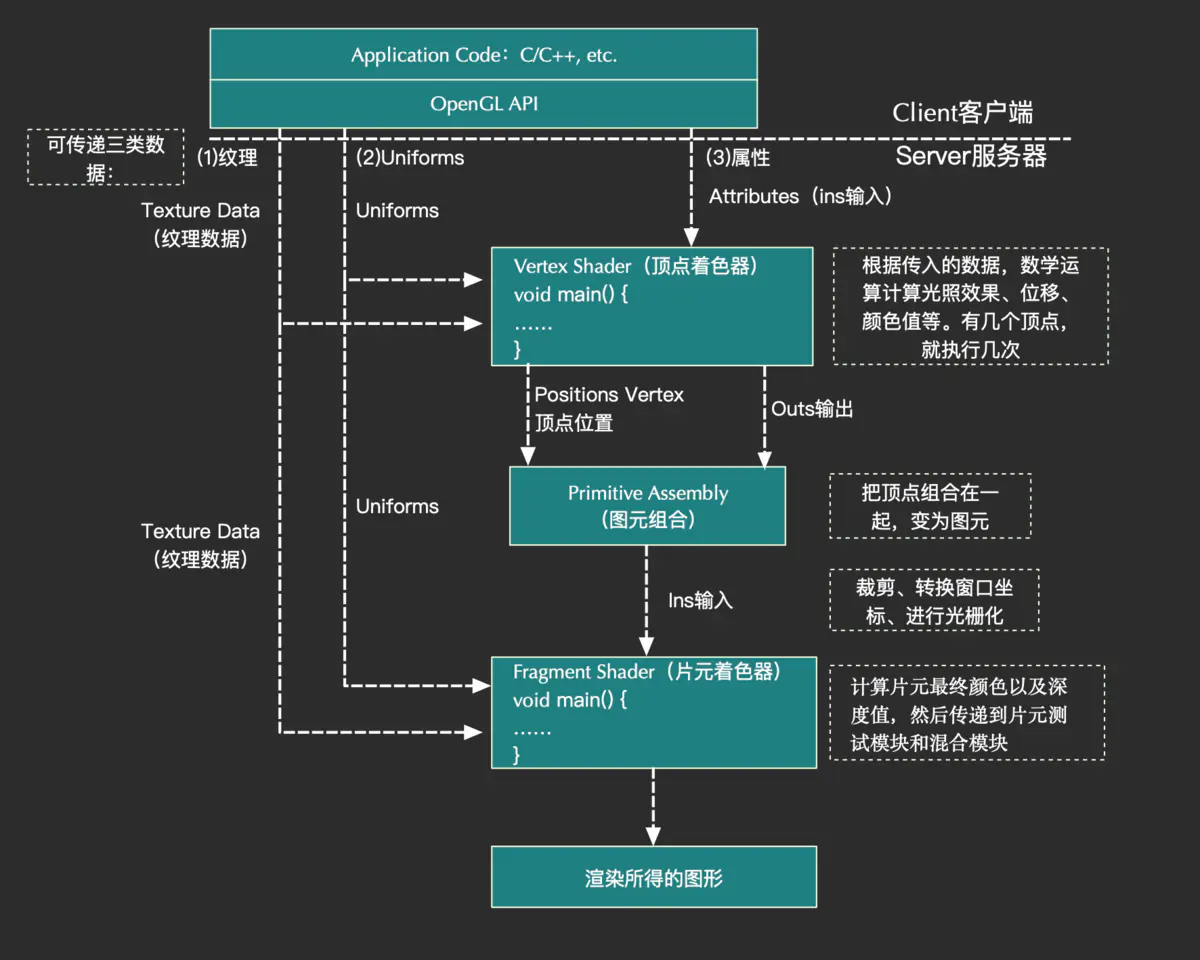 Application Code：C/C++, etc.
OpenGL API
Client客户端
可传递三类数
据：
(1)纹理
(2)Uniforms
(3)属性
Server服务器
Texture Data
（纹理数据）
Uniforms
Attributes（ins输入）
Vertex Shader（顶点着色器）
void main() {
……
}
根据传入的数据，数学运
算计算光照效果、位移、
颜色值等。有几个顶点，
就执行几次
Positions Vertex
顶点位置
Outs输出
Primitive Assembly
（图元组合）
把顶点组合在一
起，变为图元
Uniforms
Texture Data
（纹理数据）
Ins输入
裁剪、转换窗口坐
标、进行光栅化
Fragment Shader（片元着色器）
void main() {
……
}
计算片元最终颜色以及深
度值，然后传递到片元测
试模块和混合模块
渲染所得的图形